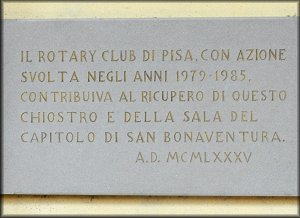 IL ROTARY CLUB DI PISA, CON AZIONE
SVOLTA NEGLI ANNI 1979-1985,
CONTRIBUIVA AL RICUPERO DI QUESTO
CHIOSTRO E DELLA SALA DEL
CAPITOLO DI SAN BONAVENTURA.
A.D. MCMLXXXV